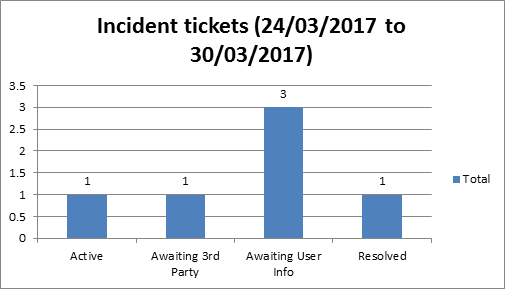 Incident tickets (24/03/2017 to
30/03/2017)
3.5
3
2.5
2
1.5
1
0.5
0
1
1
3
1
Active
Awaiting 3rd
Party
Awaiting User
Info
Resolved
Total